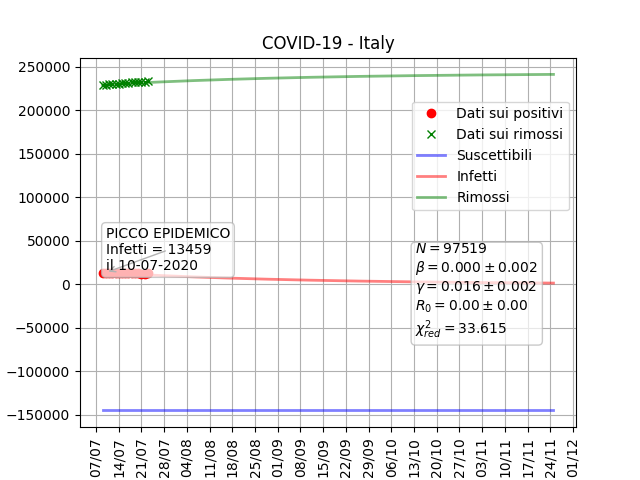 COVID-19 - Italy
250000
200000
150000
100000
50000
0
−50000
−100000
−150000
Dati sui positivi
Dati sui rimossi
Suscettibili
Infetti
Rimossi
PICCO EPIDEMICO
Infetti = 13459
il 10-07-2020
N = 97519
β = 0.000 ± 0.002
γ = 0.016 ± 0.002
R₀ = 0.00 ± 0.00
χ²red = 33.615
07/07
14/07
21/07
28/07
04/08
11/08
18/08
25/08
01/09
08/09
15/09
22/09
29/09
06/10
13/10
20/10
27/10
03/11
10/11
17/11
24/11
01/12